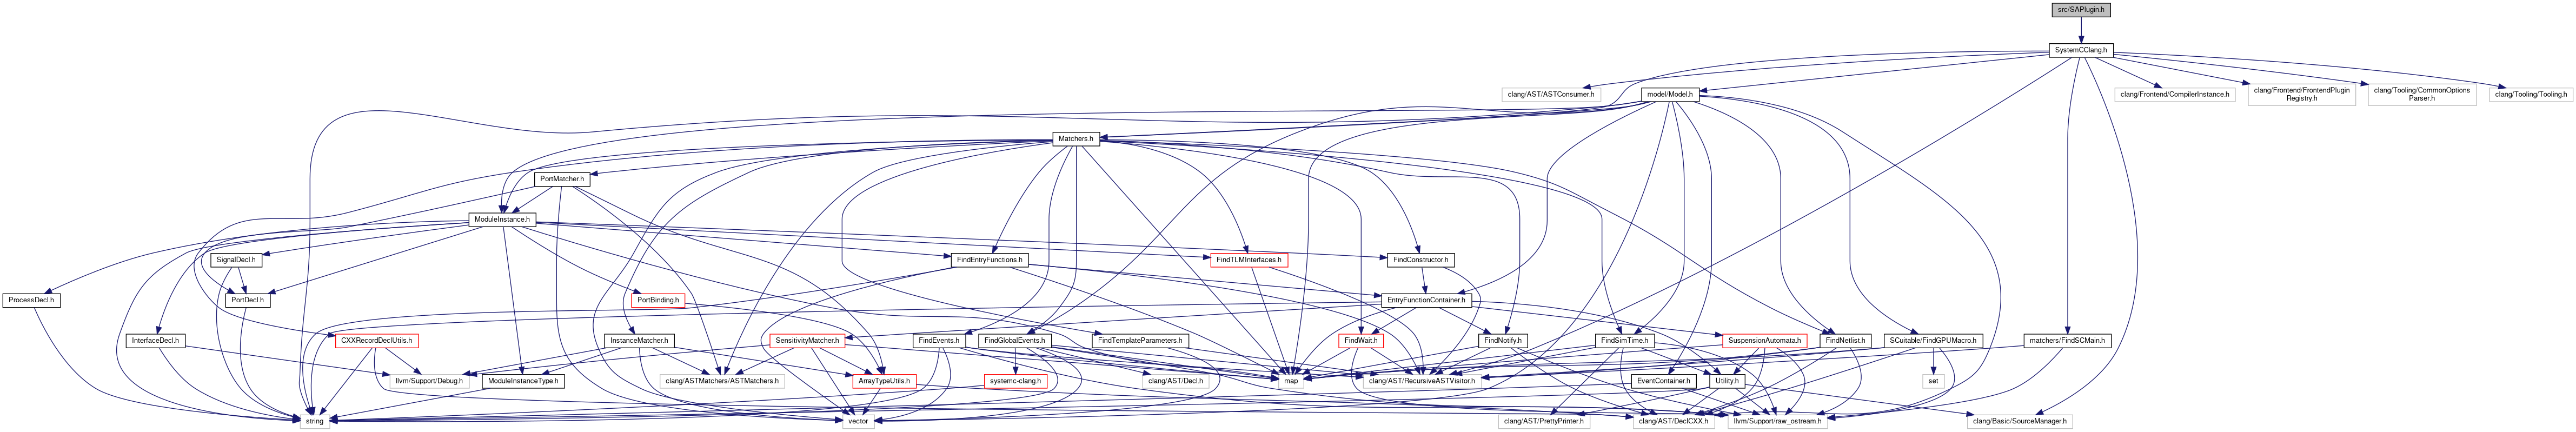 src/SAPlugin.h
SystemCClang.h
clang/AST/ASTConsumer.h
model/Model.h
clang/Frontend/CompilerInstance.h
clang/Frontend/FrontendPlugin
Registry.h
clang/Tooling/CommonOptions
Parser.h
clang/Tooling/Tooling.h
Matchers.h
PortMatcher.h
ModuleInstance.h
SignalDecl.h
FindEntryFunctions.h
FindTLMInterfaces.h
FindConstructor.h
ProcessDecl.h
PortDecl.h
PortBinding.h
EntryFunctionContainer.h
InterfaceDecl.h
CXXRecordDeclUtils.h
InstanceMatcher.h
SensitivityMatcher.h
FindEvents.h
FindGlobalEvents.h
FindTemplateParameters.h
FindWait.h
FindNotify.h
FindSimTime.h
SuspensionAutomata.h
FindNetlist.h
SCuitable/FindGPUMacro.h
matchers/FindSCMain.h
llvm/Support/Debug.h
ModuleInstanceType.h
clang/ASTMatchers/ASTMatchers.h
ArrayTypeUtils.h
systemc-clang.h
clang/AST/Decl.h
map
clang/AST/RecursiveASTVisitor.h
EventContainer.h
Utility.h
set
string
vector
clang/AST/PrettyPrinter.h
clang/AST/DeclCXX.h
llvm/Support/raw_ostream.h
clang/Basic/SourceManager.h